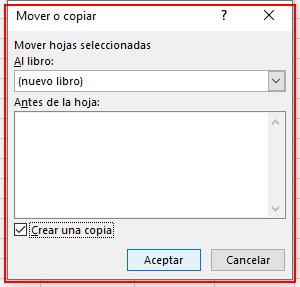 Mover o copiar ? X
Mover hojas seleccionadas
Al libro:
(nuevo libro)
Antes de la hoja:
Crear una copia
Aceptar Cancelar